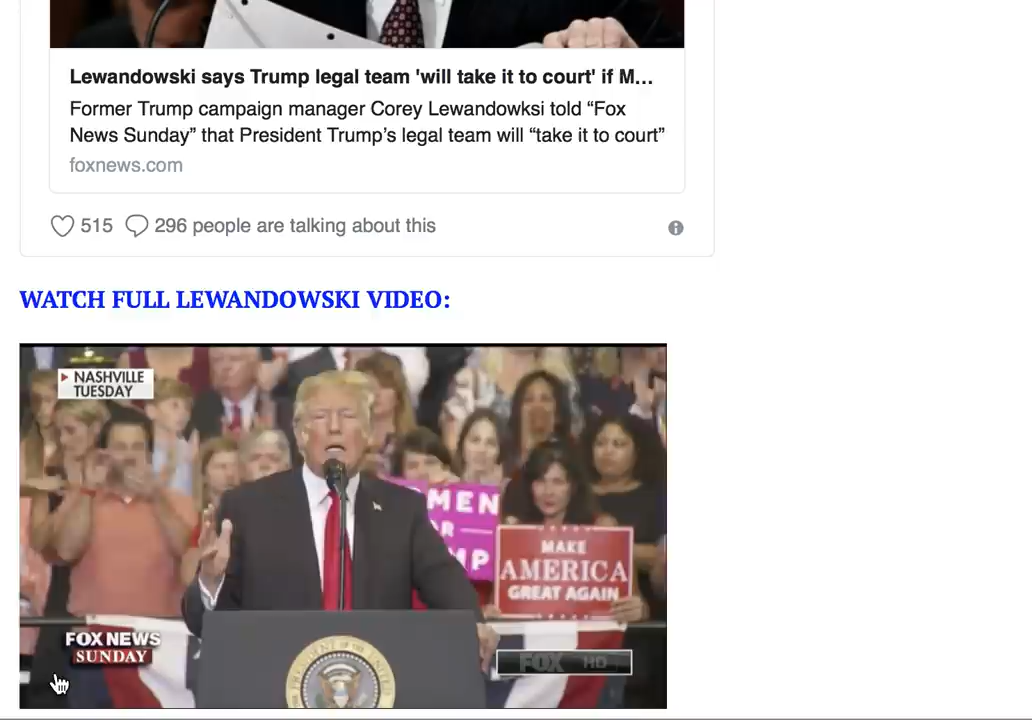 Lewandowski says Trump legal team 'will take it to court' if M...
Former Trump campaign manager Corey Lewandowksi told “Fox
News Sunday” that President Trump’s legal team will “take it to court”
foxnews.com
515 296 people are talking about this
WATCH FULL LEWANDOWSKI VIDEO:
NASHVILLE
TUESDAY
MEN
MAKE
AMERICA
GREAT AGAIN
FOX NEWS
SUNDAY
FOX HD